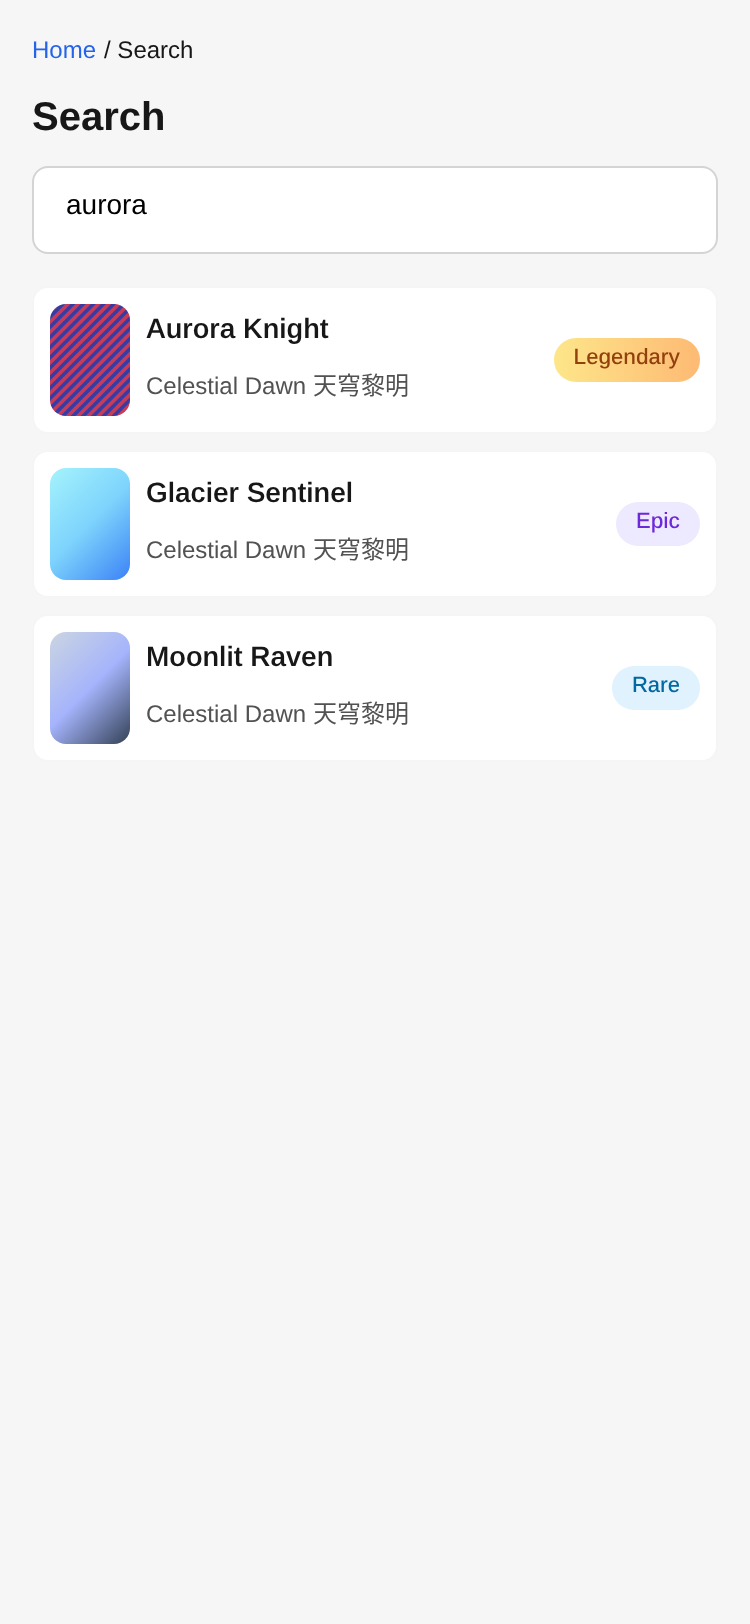 Home / Search
Search
aurora
Aurora Knight
Celestial Dawn 天穹黎明
Legendary
Glacier Sentinel
Celestial Dawn 天穹黎明
Epic
Moonlit Raven
Celestial Dawn 天穹黎明
Rare